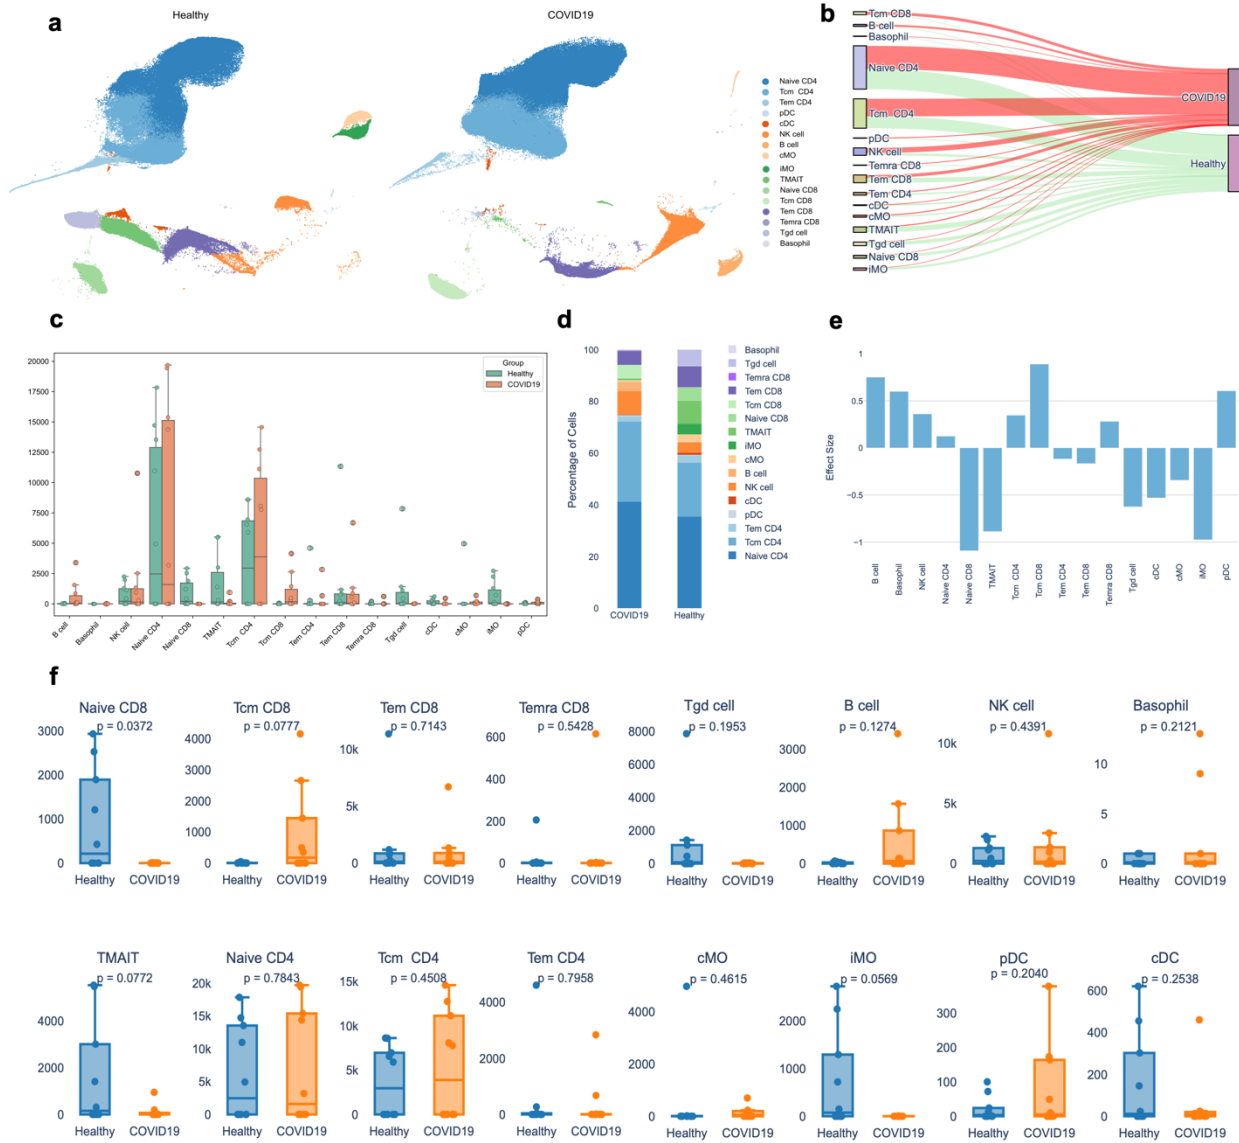 a
Healthy
COVID19
Naive CD4
Tcm  CD4
Tem CD4
pDC
cDC
NK cell
B cell
cMO
iMO
TMAIT
Naive CD8
Tcm CD8
Tem CD8
Temra CD8
Tgd cell
Basophil
b
Tcm CD8
B cell
Basophil
Naive CD4
Tcm  CD4
pDC
NK cell
Temra CD8
Tem CD8
Tem CD4
cDC
cMO
TMAIT
Tgd cell
Naive CD8
iMO
COVID19
Healthy
c
20000
17500
15000
12500
10000
7500
5000
2500
0
Group
Healthy
COVID19
B cell
Basophil
NK cell
Naive CD4
Naive CD8
TMAIT
Tcm  CD4
Tcm CD8
Tem CD4
Tem CD8
Temra CD8
Tgd cell
cDC
cMO
iMO
pDC
d
Percentage of Cells
100
80
60
40
20
0
COVID19
Healthy
Basophil
Tgd cell
Temra CD8
Tem CD8
Tcm CD8
Naive CD8
TMAIT
iMO
cMO
B cell
NK cell
cDC
pDC
Tem CD4
Tcm CD4
Naive CD4
e
Effect Size
1
0.5
0
−0.5
−1
B cell
Basophil
NK cell
Naive CD4
Naive CD8
TMAIT
Tcm  CD4
Tcm CD8
Tem CD4
Tem CD8
Temra CD8
Tgd cell
cDC
cMO
iMO
pDC
f
Naive CD8
p = 0.0372
3000
2000
1000
0
Healthy COVID19
Tcm CD8
p = 0.0777
4000
3000
2000
1000
0
Healthy COVID19
Tem CD8
p = 0.7143
10k
5k
0
Healthy COVID19
Temra CD8
p = 0.5428
600
400
200
0
Healthy COVID19
Tgd cell
p = 0.1953
8000
6000
4000
2000
0
Healthy COVID19
B cell
p = 0.1274
3000
2000
1000
0
Healthy COVID19
NK cell
p = 0.4391
10k
5k
0
Healthy COVID19
Basophil
p = 0.2121
10
5
0
Healthy COVID19
TMAIT
p = 0.0772
4000
2000
0
Healthy COVID19
Naive CD4
p = 0.7843
20k
15k
10k
5k
0
Healthy COVID19
Tcm  CD4
p = 0.4508
15k
10k
5k
0
Healthy COVID19
Tem CD4
p = 0.7958
4000
2000
0
Healthy COVID19
cMO
p = 0.4615
4000
2000
0
Healthy COVID19
iMO
p = 0.0569
2000
1000
0
Healthy COVID19
pDC
p = 0.2040
300
200
100
0
Healthy COVID19
cDC
p = 0.2538
600
400
200
0
Healthy COVID19